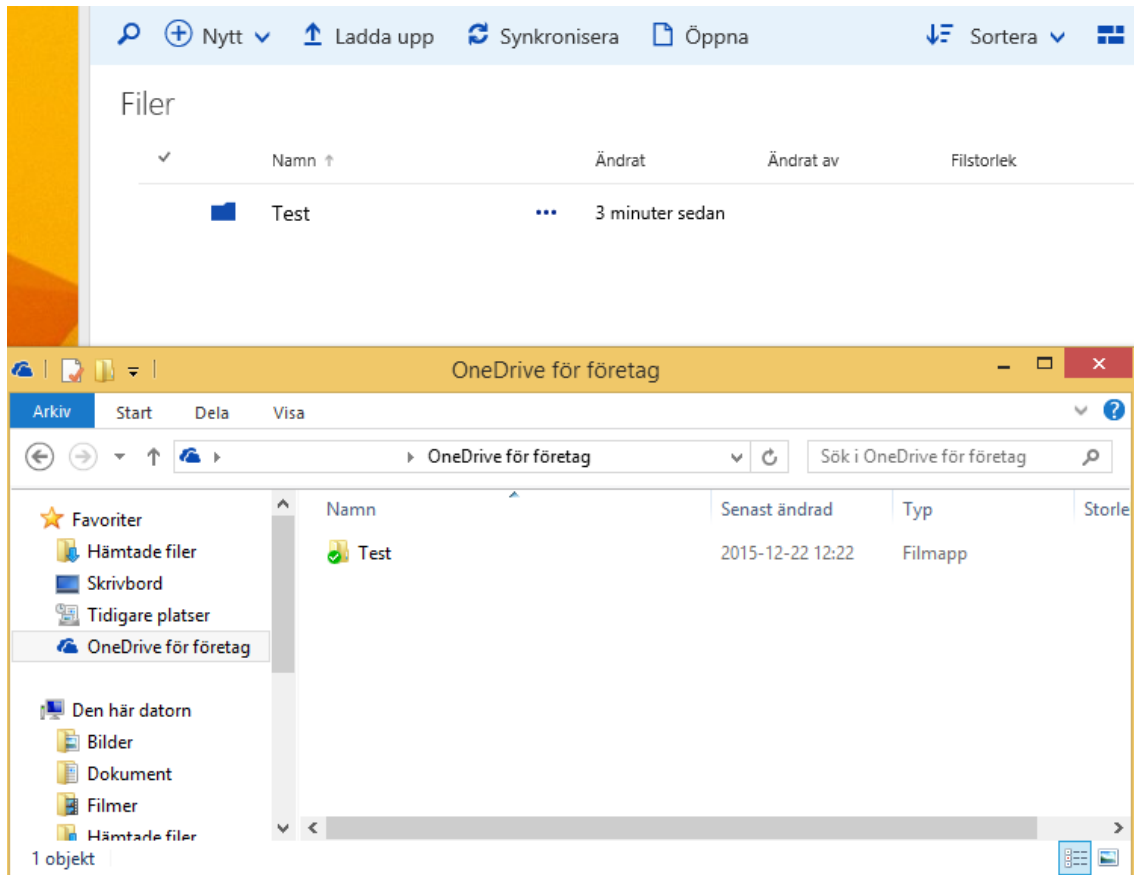 Nytt Ladda upp Synkronisera Öppna Sortera
Filer
Namn Ändrat Ändrat av Filstorlek
Test ••• 3 minuter sedan
OneDrive för företag
Arkiv Start Dela Visa
OneDrive för företag Sök i OneDrive för företag
Favoriter
Hämtade filer
Skrivbord
Tidigare platser
OneDrive för företag
Den här datorn
Bilder
Dokument
Filmer
Hämtade filer
Namn Senast ändrad Typ Storle
Test 2015-12-22 12:22 Filmapp
1 objekt